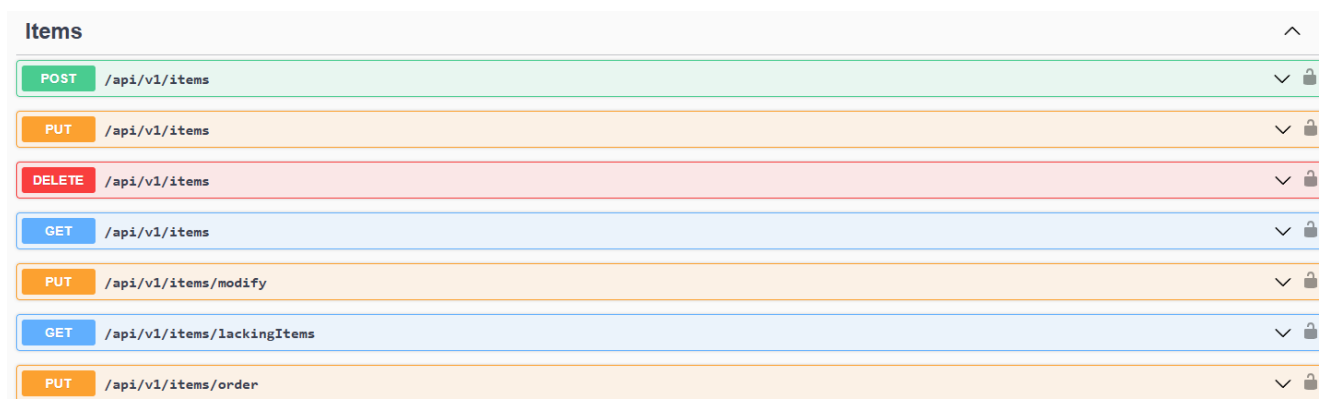 Items
POST /api/v1/items
PUT /api/v1/items
DELETE /api/v1/items
GET /api/v1/items
PUT /api/v1/items/modify
GET /api/v1/items/lackingItems
PUT /api/v1/items/order